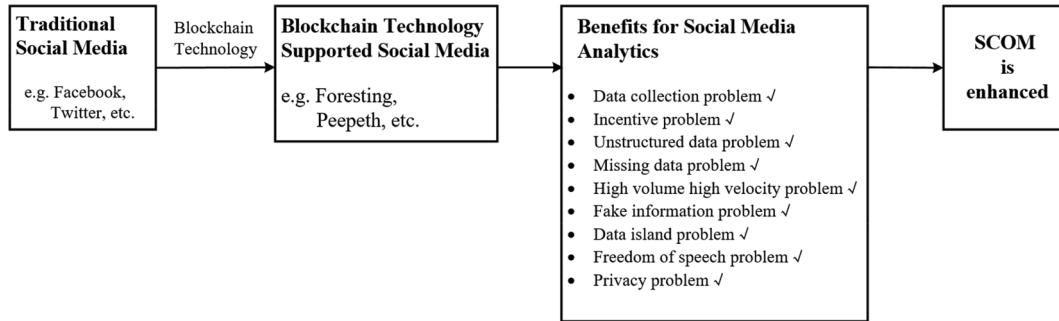 Traditional
Social Media
e.g. Facebook,
Twitter, etc.
Blockchain
Technology
Blockchain Technology
Supported Social Media
e.g. Foresting,
Peepeth, etc.
Benefits for Social Media
Analytics
• Data collection problem √
• Incentive problem √
• Unstructured data problem √
• Missing data problem √
• High volume high velocity problem √
• Fake information problem √
• Data island problem √
• Freedom of speech problem √
• Privacy problem √
SCOM
is
enhanced